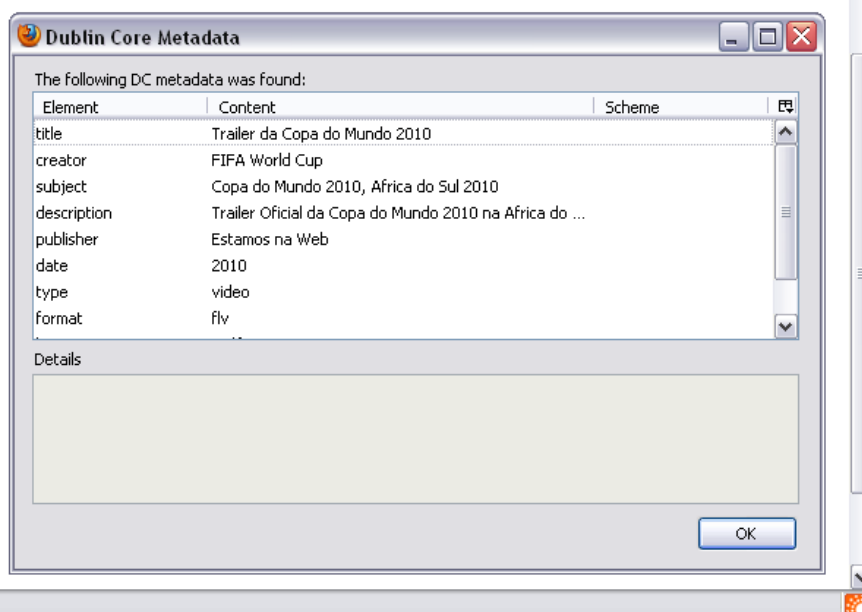 Dublin Core Metadata
The following DC metadata was found:
Element Content Scheme
title Trailer da Copa do Mundo 2010
creator FIFA World Cup
subject Copa do Mundo 2010, Africa do Sul 2010
description Trailer Oficial da Copa do Mundo 2010 na Africa do ...
publisher Estamos na Web
date 2010
type video
format flv
Details
OK